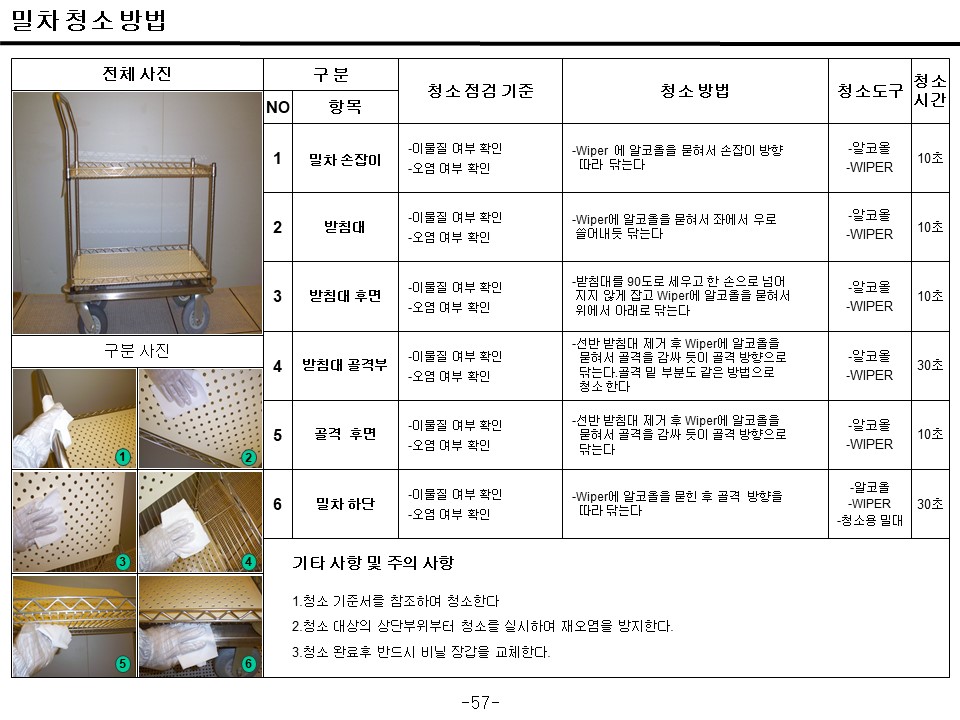 밀차 청소 방법
전체 사진
구 분
청소 점검 기준
청소 방법
청소도구
청소
시간
NO
항목
1
밀차 손잡이
-이물질 여부 확인
-오염 여부 확인
-Wiper 에 알코올을 묻혀서 손잡이 방향
따라 닦는다
-알코올
-WIPER
10초
2
받침대
-이물질 여부 확인
-오염 여부 확인
-Wiper에 알코올을 묻혀서 좌에서 우로
쓸어내듯 닦는다
-알코올
-WIPER
10초
3
받침대 후면
-이물질 여부 확인
-오염 여부 확인
-받침대를 90도로 세우고 한 손으로 넘어
지지 않게 잡고 Wiper에 알코올을 묻혀서
위에서 아래로 닦는다
-알코올
-WIPER
10초
구분 사진
4
받침대 골격부
-이물질 여부 확인
-오염 여부 확인
-선반 받침대 제거 후 Wiper에 알코올을
묻혀서 골격을 감싸 듯이 골격 방향으로
닦는다.골격 밑 부분도 같은 방법으로
청소 한다
-알코올
-WIPER
30초
5
골격 후면
-이물질 여부 확인
-오염 여부 확인
-선반 받침대 제거 후 Wiper에 알코올을
묻혀서 골격을 감싸 듯이 골격 방향으로
닦는다
-알코올
-WIPER
10초
6
밀차 하단
-이물질 여부 확인
-오염 여부 확인
-Wiper에 알코올을 묻힌 후 골격 방향을
따라 닦는다
-알코올
-WIPER
-청소용 밀대
30초
1
2
3
4
5
6
기타 사항 및 주의 사항
1.청소 기준서를 참조하여 청소한다
2.청소 대상의 상단부위부터 청소를 실시하여 재오염을 방지한다.
3.청소 완료후 반드시 비닐 장갑을 교체한다.
-57-